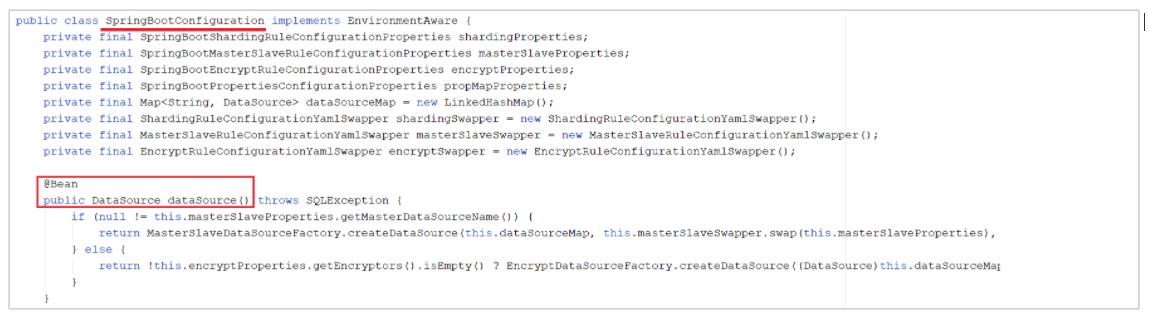 public class SpringBootConfiguration implements EnvironmentAware {
private final SpringBootShardingRuleConfigurationProperties shardingProperties;
private final SpringBootMasterSlaveRuleConfigurationProperties masterSlaveProperties;
private final SpringBootEncryptRuleConfigurationProperties encryptProperties;
private final SpringBootPropertiesConfigurationProperties propMapProperties;
private final Map<String, DataSource> dataSourceMap = new LinkedHashMap();
private final ShardingRuleConfigurationYamlSwapper shardingSwapper = new ShardingRuleConfigurationYamlSwapper();
private final MasterSlaveRuleConfigurationYamlSwapper masterSlaveSwapper = new MasterSlaveRuleConfigurationYamlSwapper();
private final EncryptRuleConfigurationYamlSwapper encryptSwapper = new EncryptRuleConfigurationYamlSwapper();
@Bean
public DataSource dataSource() throws SQLException {
if (null != this.masterSlaveProperties.getMasterDataSourceName()) {
return MasterSlaveDataSourceFactory.createDataSource(this.dataSourceMap, this.masterSlaveSwapper.swap(this.masterSlaveProperties),
} else {
return !this.encryptProperties.getEncryptors().isEmpty() ? EncryptDataSourceFactory.createDataSource((DataSource)this.dataSourceMap
}
}